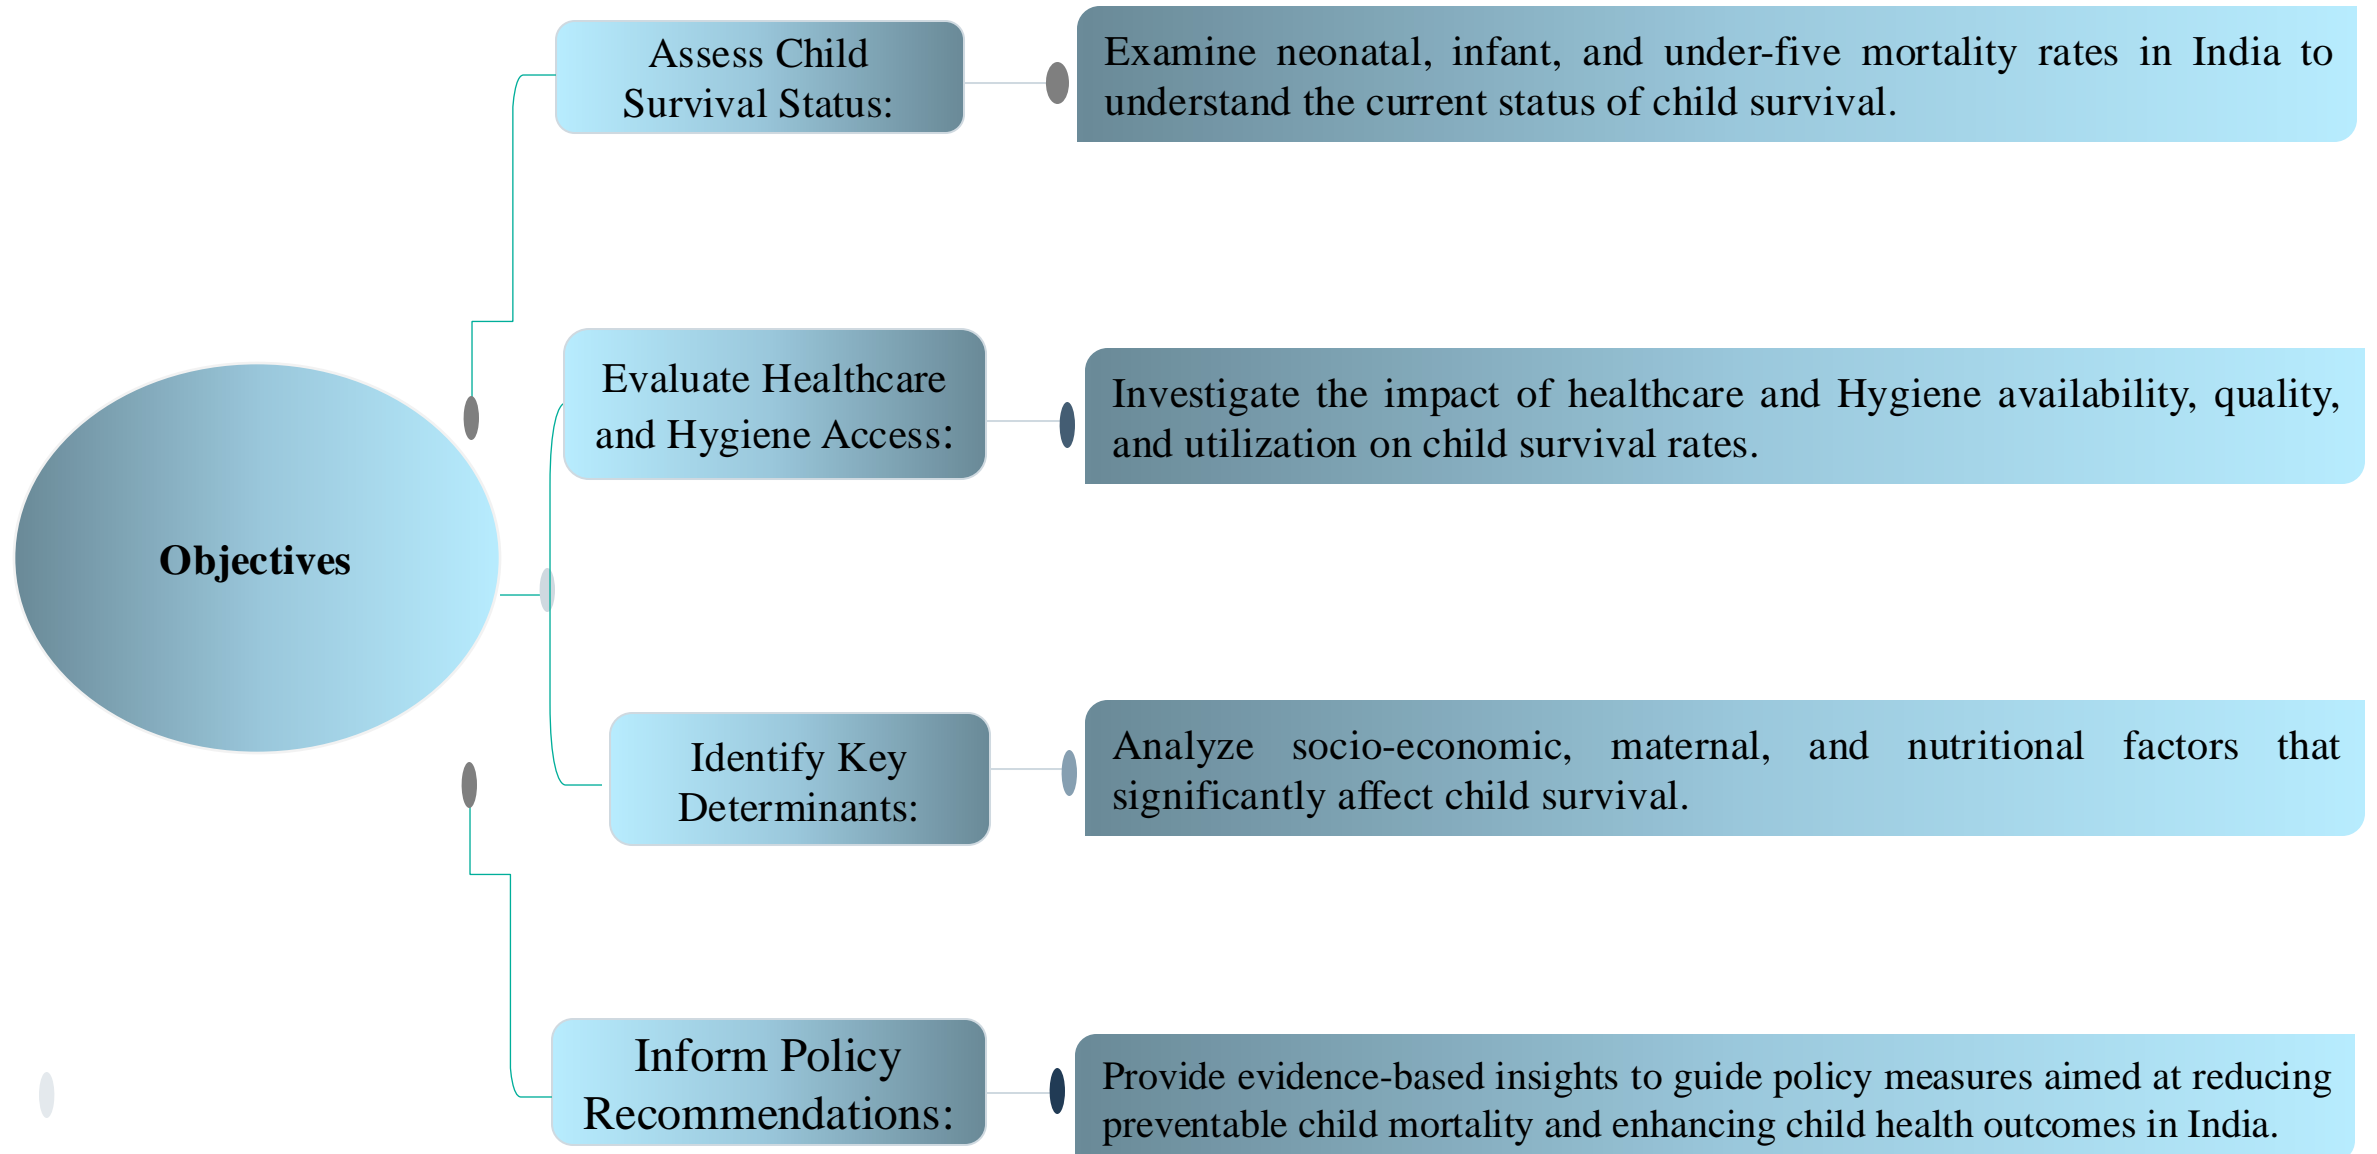 Assess Child
Survival Status:
Examine neonatal, infant, and under-five mortality rates in India to
understand the current status of child survival.
Evaluate Healthcare
and Hygiene Access:
Investigate the impact of healthcare and Hygiene availability, quality,
and utilization on child survival rates.
Objectives
Identify Key
Determinants:
Analyze socio-economic, maternal, and nutritional factors that
significantly affect child survival.
Inform Policy
Recommendations:
Provide evidence-based insights to guide policy measures aimed at reducing
preventable child mortality and enhancing child health outcomes in India.